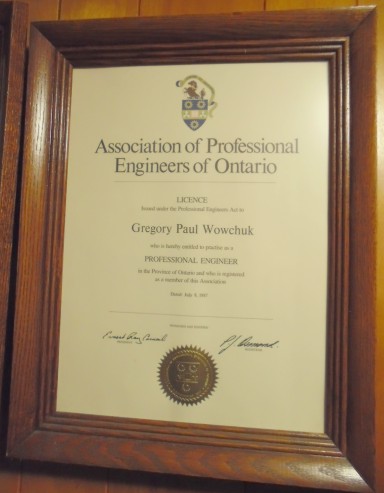 Association of Professional
Engineers of Ontario
LICENCE
Issued under the Professional Engineers Act to
Gregory Paul Wowchuk
who is hereby entitled to practise as a
PROFESSIONAL ENGINEER
in the Province of Ontario and who is registered
as a member of this Association
Dated July